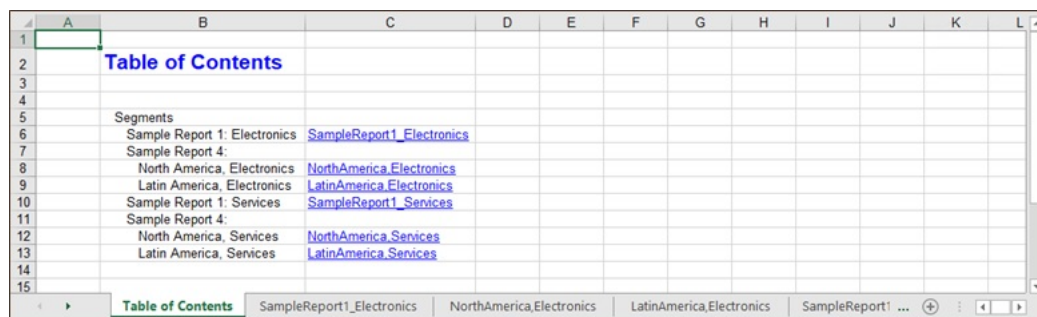 A B C D E F G H I J K L
1
2 Table of Contents
3
4
5 Segments
6 Sample Report 1: Electronics SampleReport1_Electronics
7 Sample Report 4:
8 North America, Electronics NorthAmerica,Electronics
9 Latin America, Electronics LatinAmerica,Electronics
10 Sample Report 1: Services SampleReport1_Services
11 Sample Report 4:
12 North America, Services NorthAmerica,Services
13 Latin America, Services LatinAmerica,Services
14
15
Table of Contents SampleReport1_Electronics NorthAmerica,Electronics LatinAmerica,Electronics SampleReport1 ...